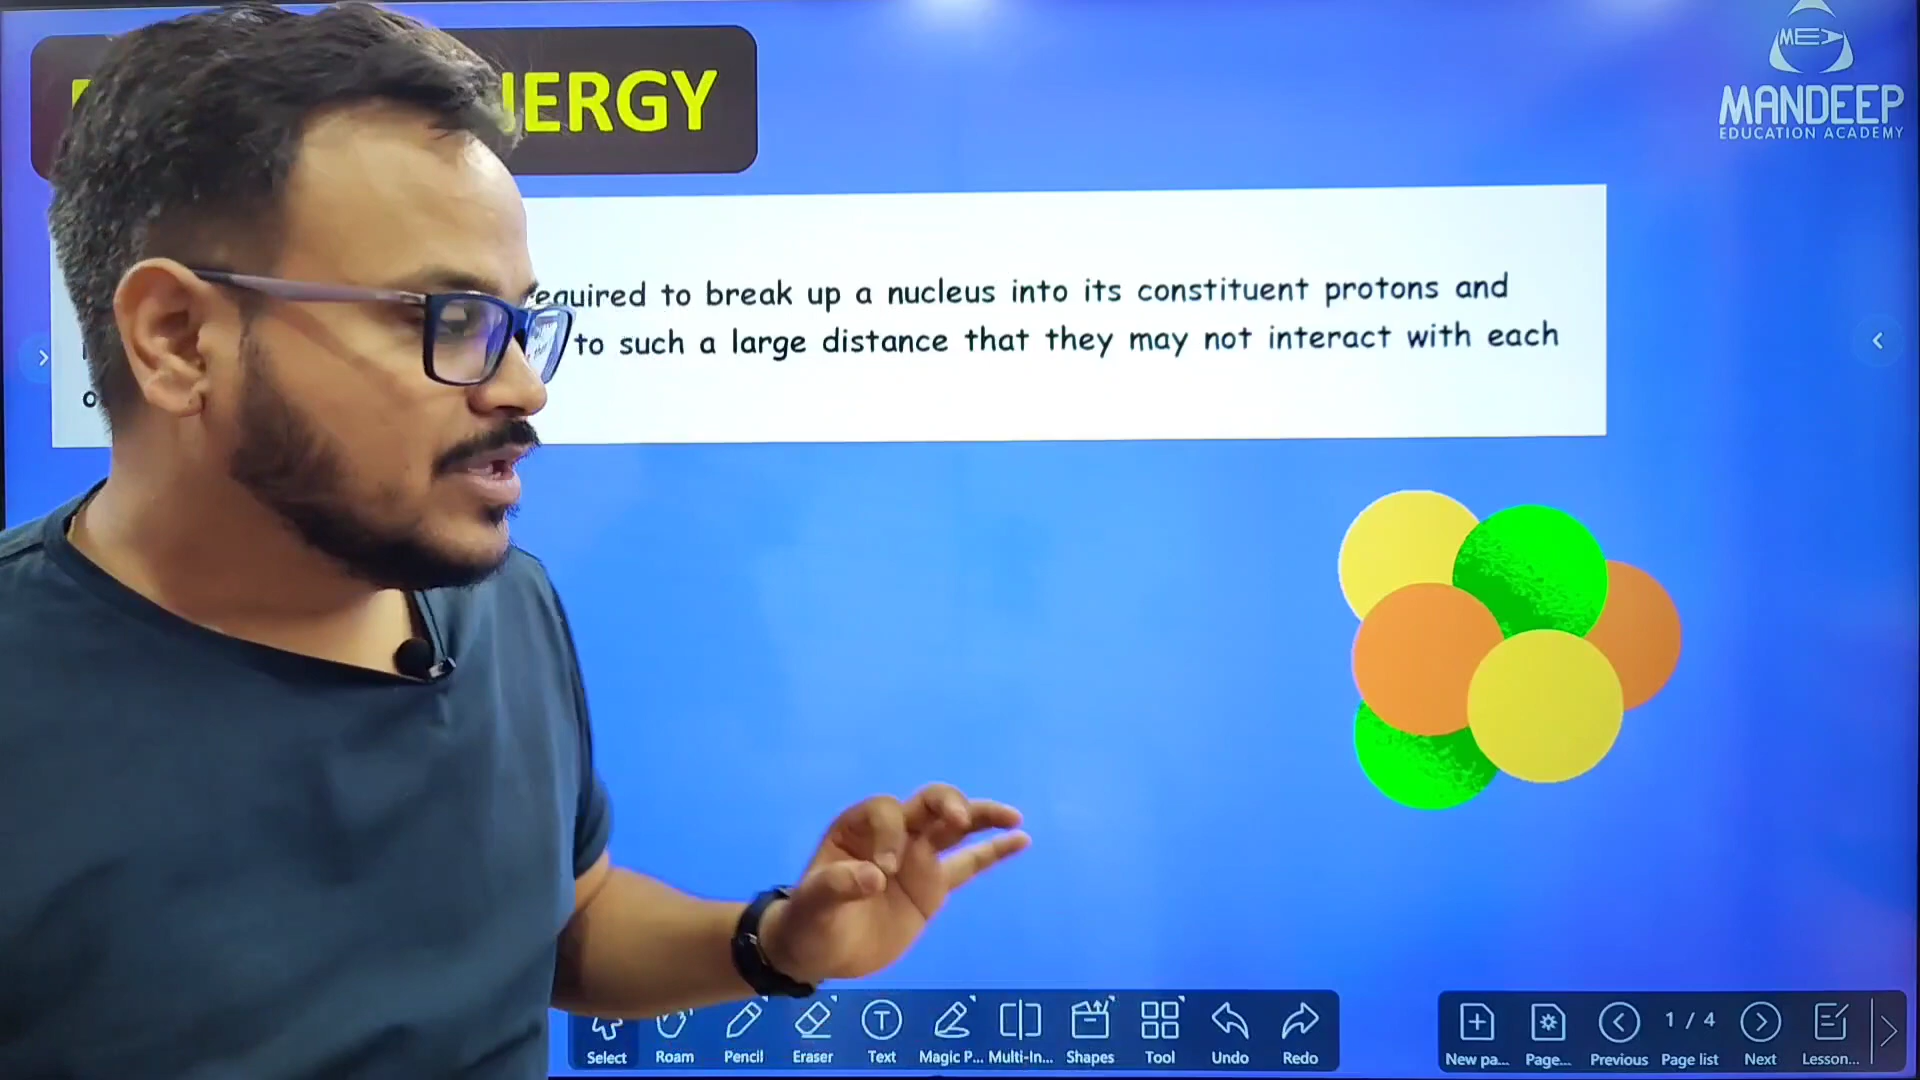 NERGY
MEA
MANDEEP
EDUCATION ACADEMY
equired to break up a nucleus into its constituent protons and
to such a large distance that they may not interact with each
o
Select
Roam
Pencil
Eraser
Text
Magic P...
Multi-In...
Shapes
Tool
Undo
Redo
New pa...
Page...
Previous
1 / 4
Page list
Next
Lesson...